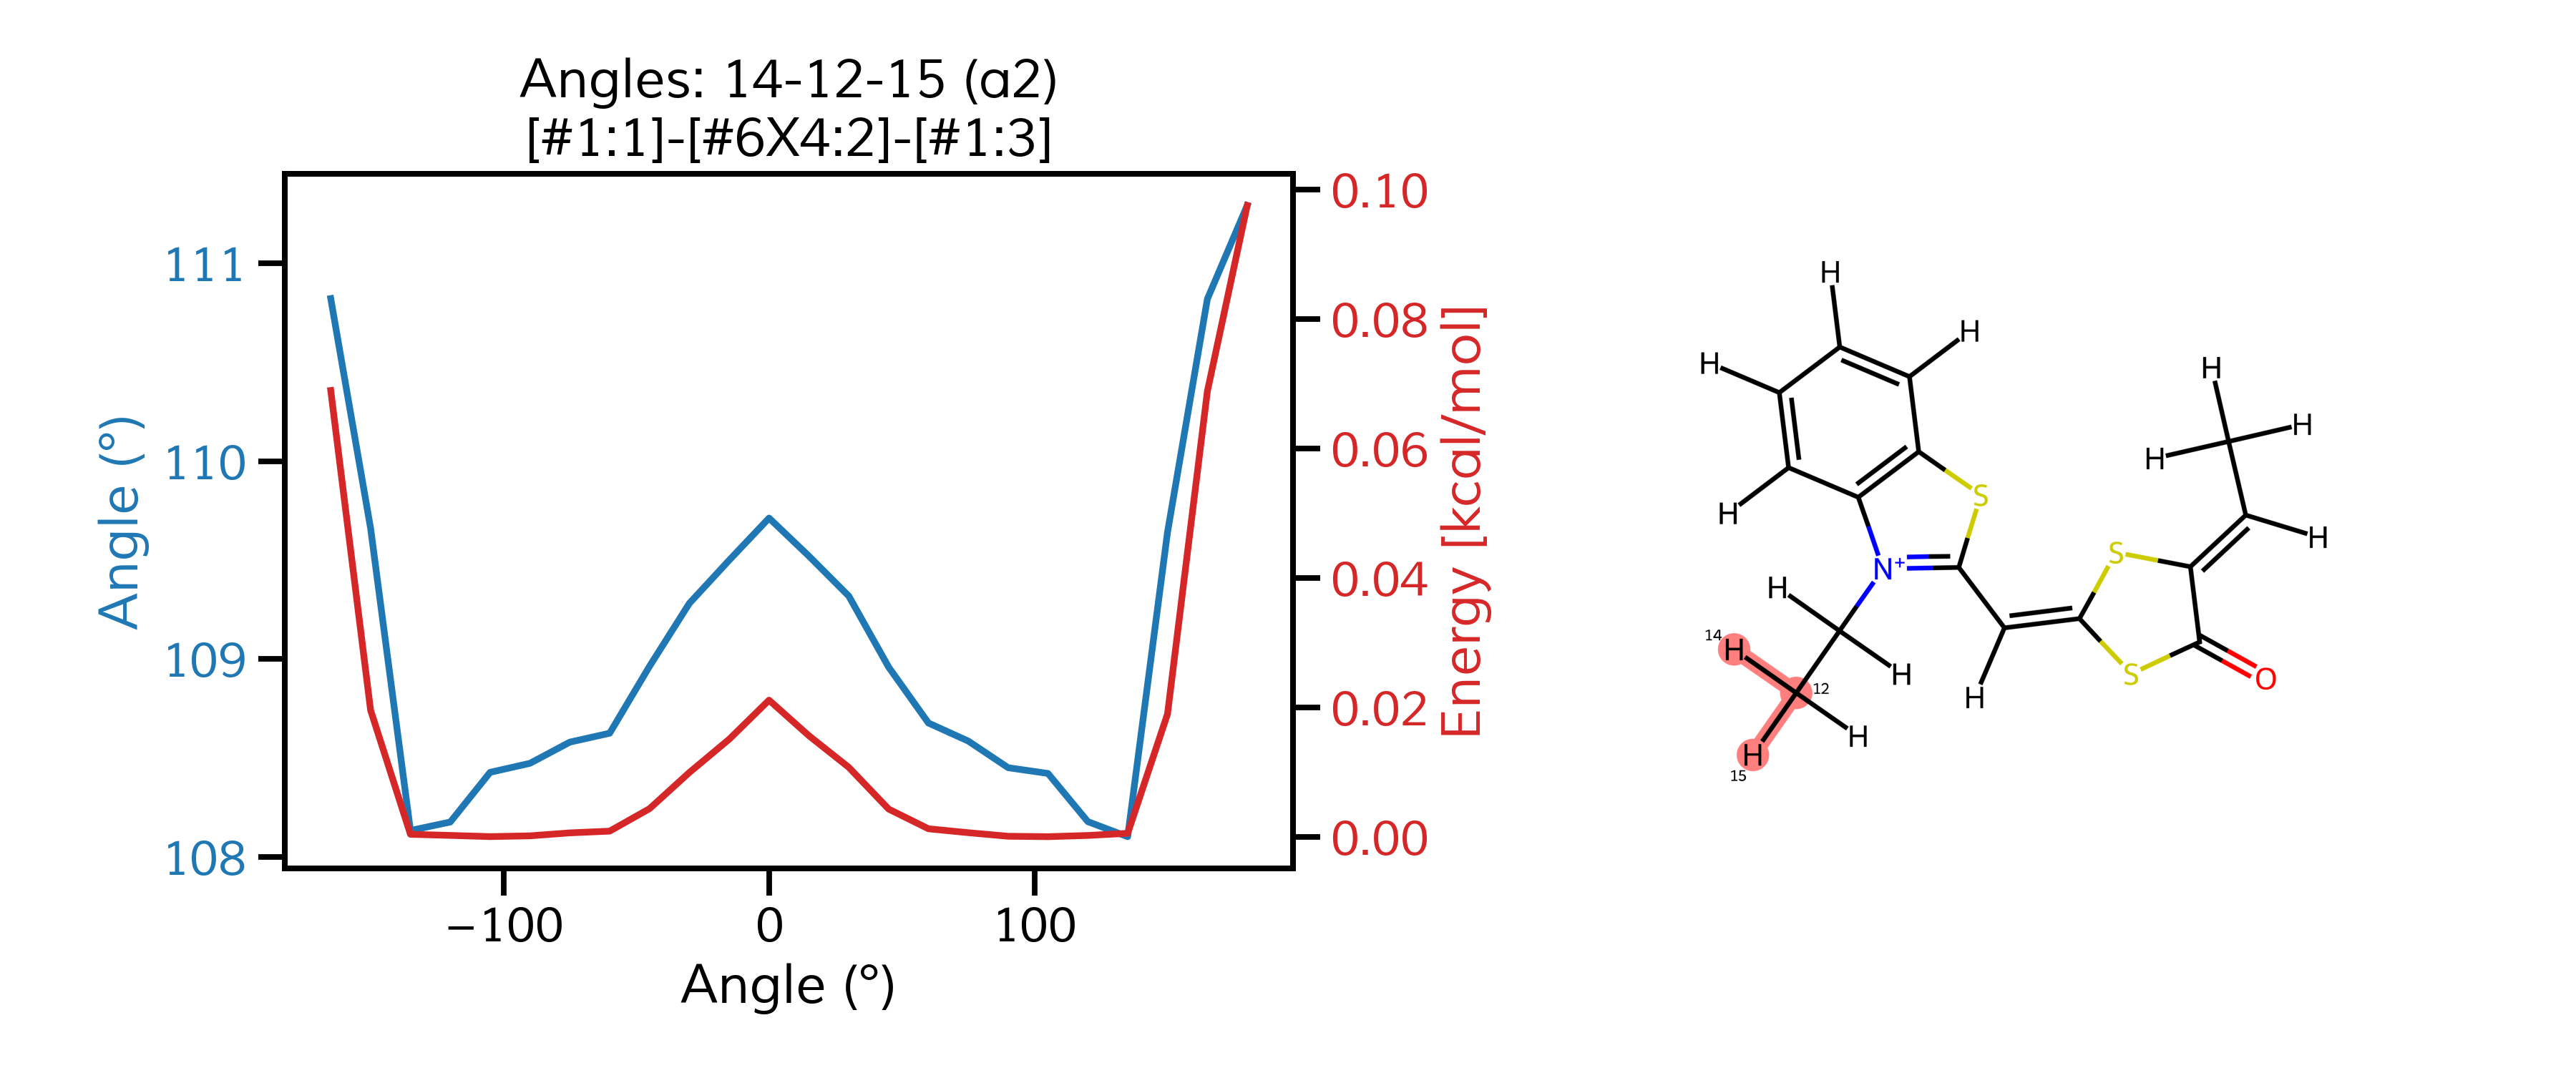 Angles: 14-12-15 (a2)
[#1:1]-[#6X4:2]-[#1:3]
Angle (°)
111
110
109
108
0.10
0.08
0.06
0.04
0.02
0.00
Energy [kcal/mol]
−100
0
100
Angle (°)
H
H
H
H
H
H
H
H
S
H
N⁺
S
H
14
H
12
H
S
O
H
H
H
15